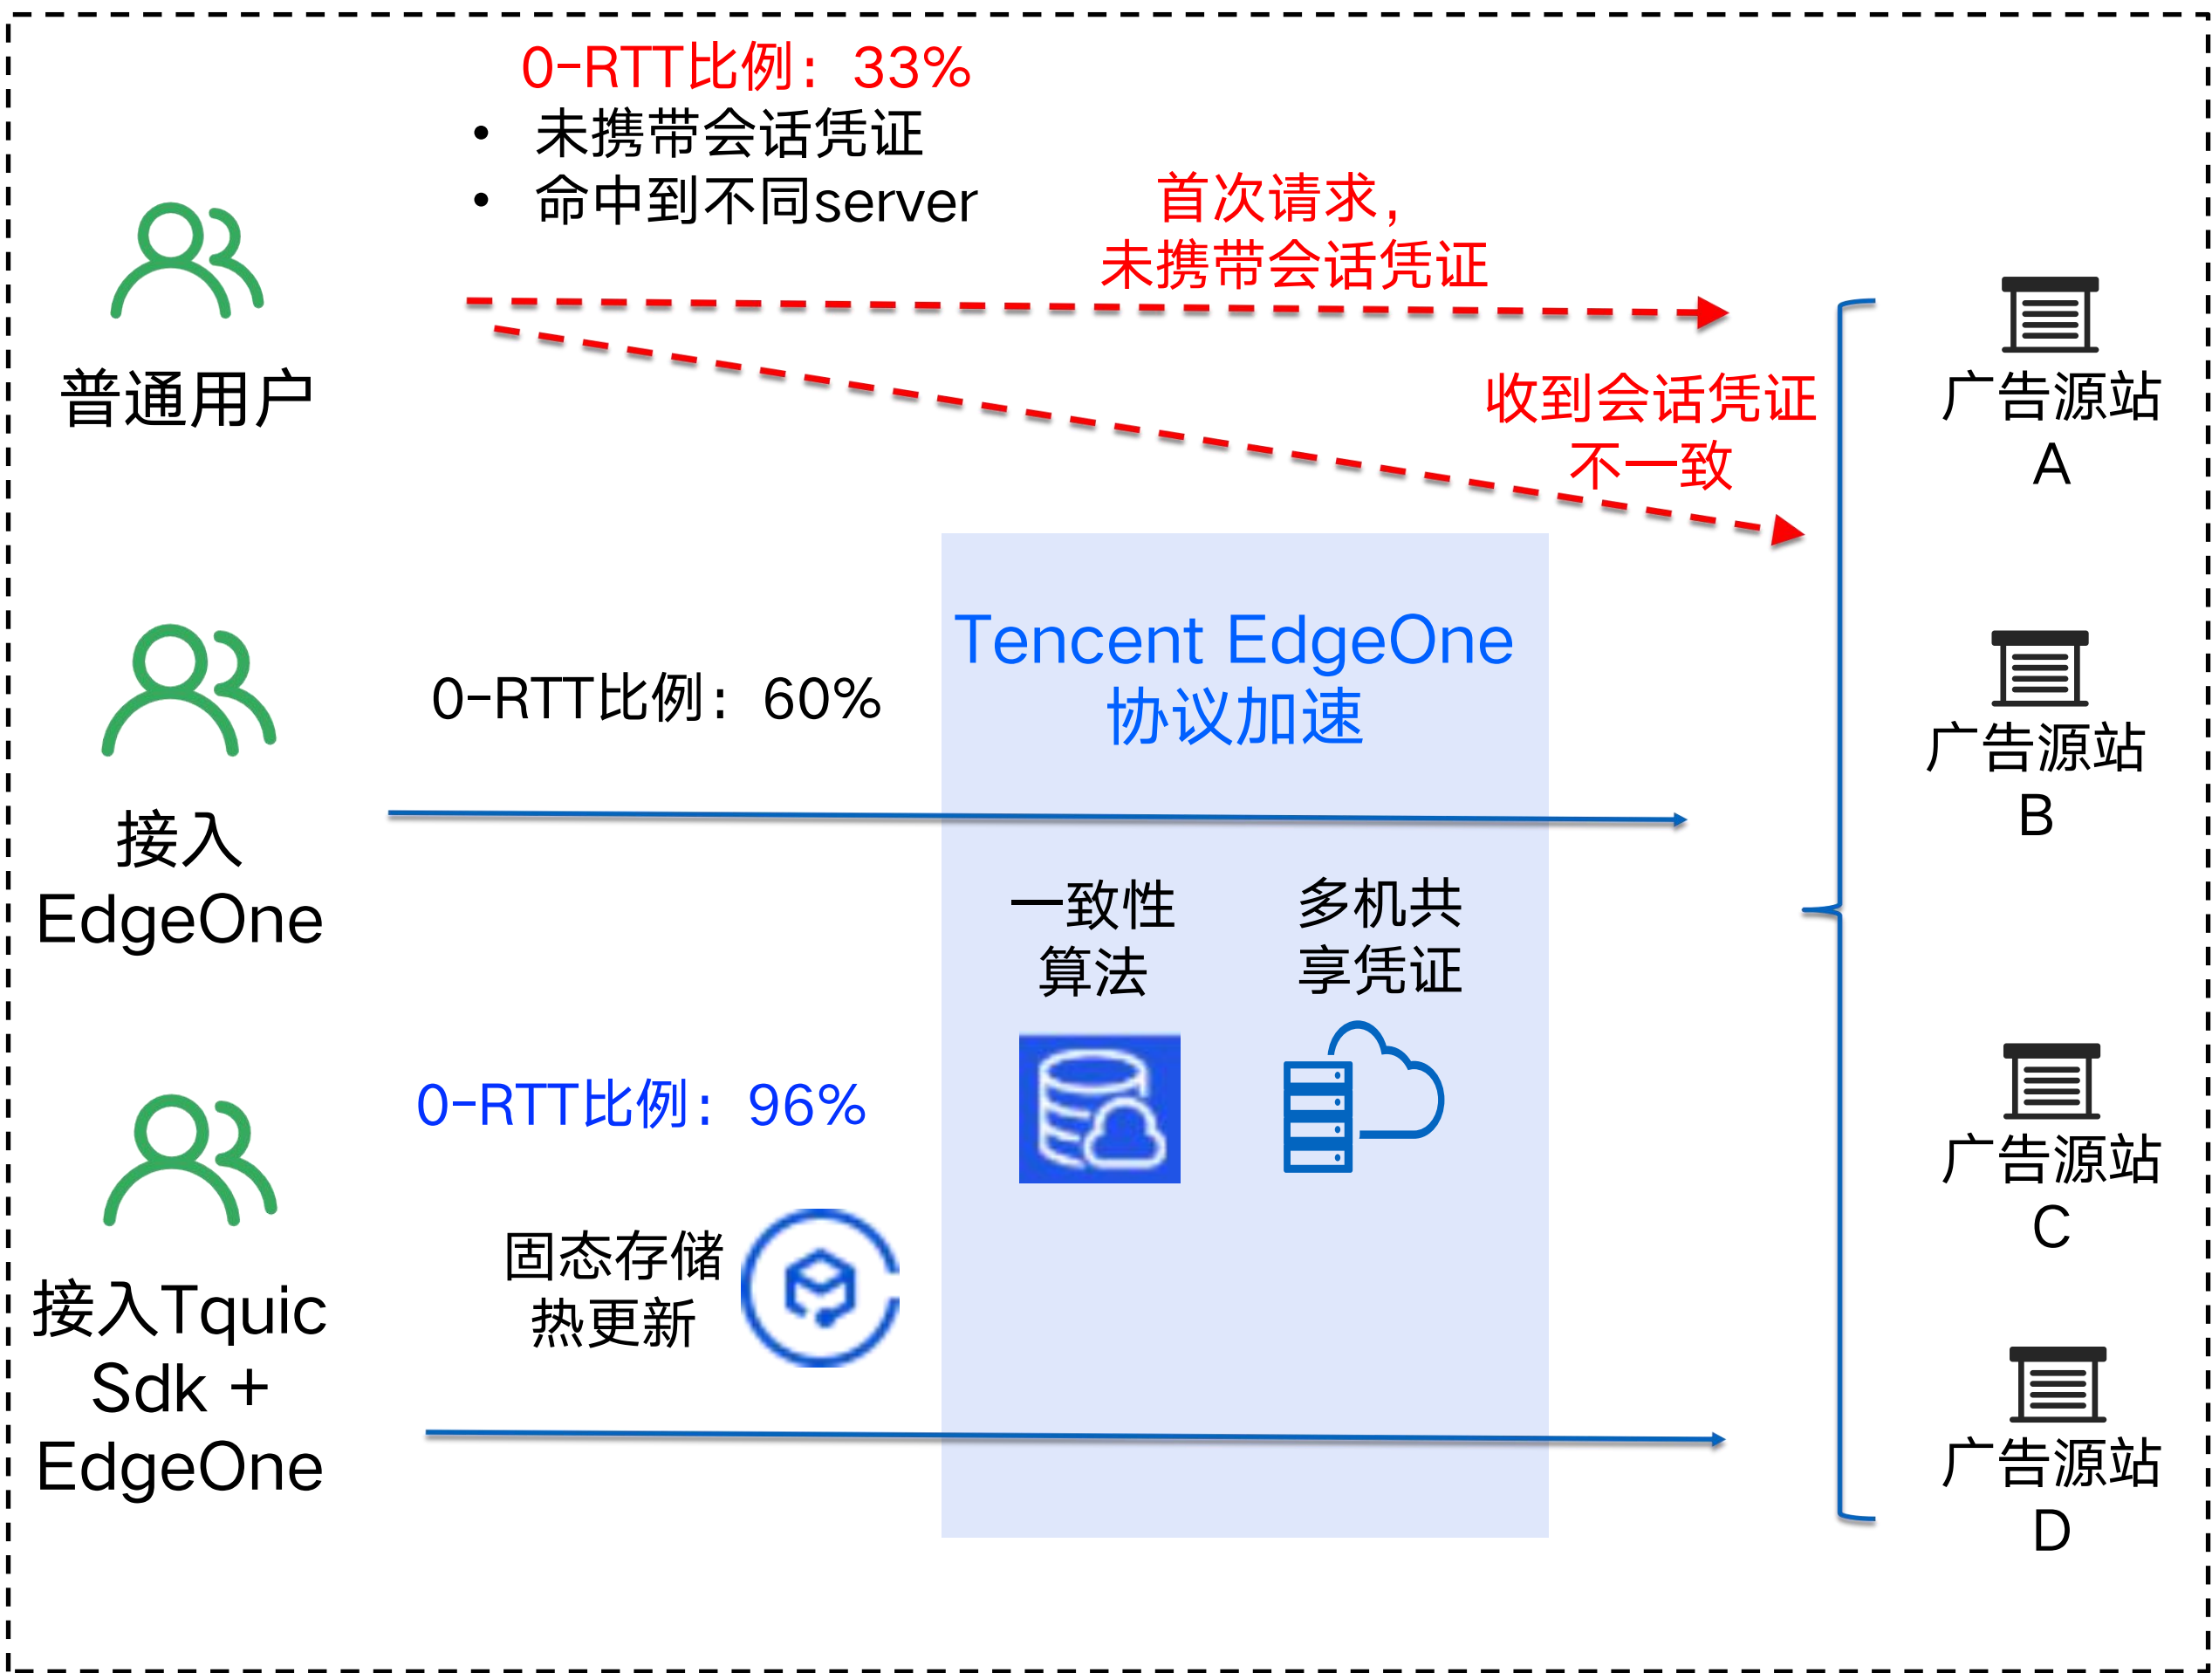 0-RTT比例：33%
• 未携带会话凭证
• 命中到不同server
首次请求，
未携带会话凭证
普通用户
收到会话凭证
不一致
广告源站
A
Tencent EdgeOne
协议加速
0-RTT比例：60%
接入
EdgeOne
广告源站
B
一致性
算法
多机共
享凭证
0-RTT比例：96%
固态存储
热更新
接入Tquic
Sdk +
EdgeOne
广告源站
C
广告源站
D